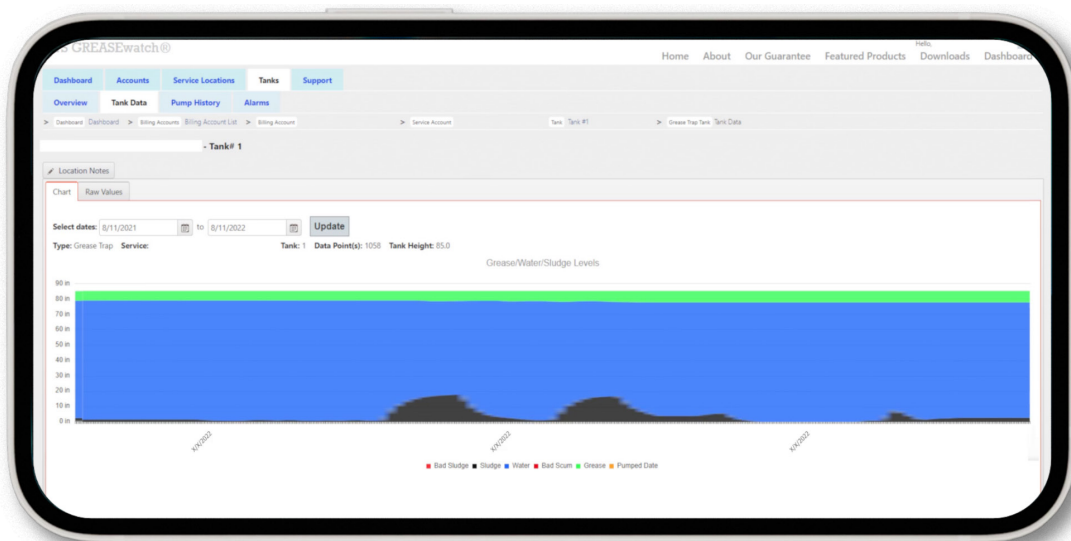 GREASEwatch®
Hello,
Home About Our Guarantee Featured Products Downloads Dashboard
Dashboard Accounts Service Locations Tanks Support
Overview Tank Data Pump History Alarms
> Dashboard Dashboard > Billing Accounts Billing Account List > Billing Account > Service Account Tank Tank #1 > Grease Trap Tank Tank Data
- Tank# 1
Location Notes
Chart Raw Values
Select dates: 8/11/2021 to 8/11/2022 Update
Type: Grease Trap Service: Tank: 1 Data Point(s): 1058 Tank Height: 85.0
Grease/Water/Sludge Levels
90 in
80 in
70 in
60 in
50 in
40 in
30 in
20 in
10 in
0 in
X/X/2022 X/X/2022 X/X/2022
Bad Sludge Sludge Water Bad Scum Grease Pumped Date